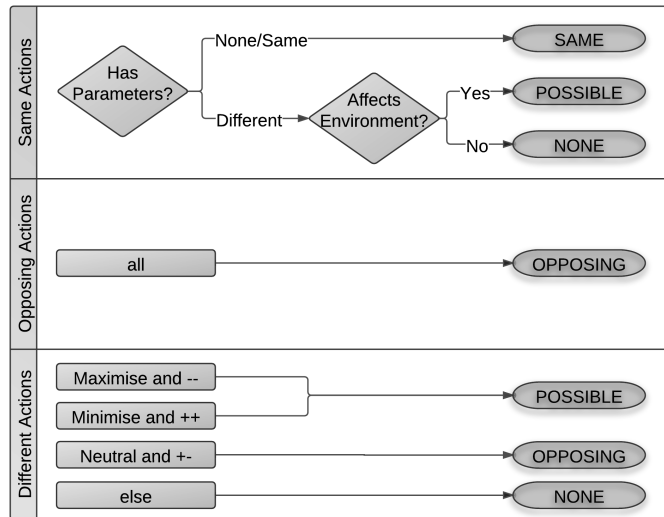 Same Actions
Has
Parameters?
None/Same
SAME
Different
Affects
Environment?
Yes
POSSIBLE
No
NONE
Opposing Actions
all
OPPOSING
Different Actions
Maximise and --
Minimise and ++
POSSIBLE
Neutral and +-
OPPOSING
else
NONE